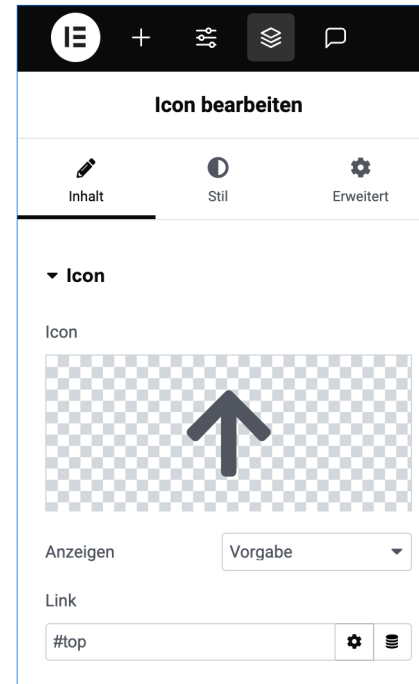 Icon bearbeiten
Inhalt Stil Erweitert
Icon
Icon
Anzeigen Vorgabe
Link
#top